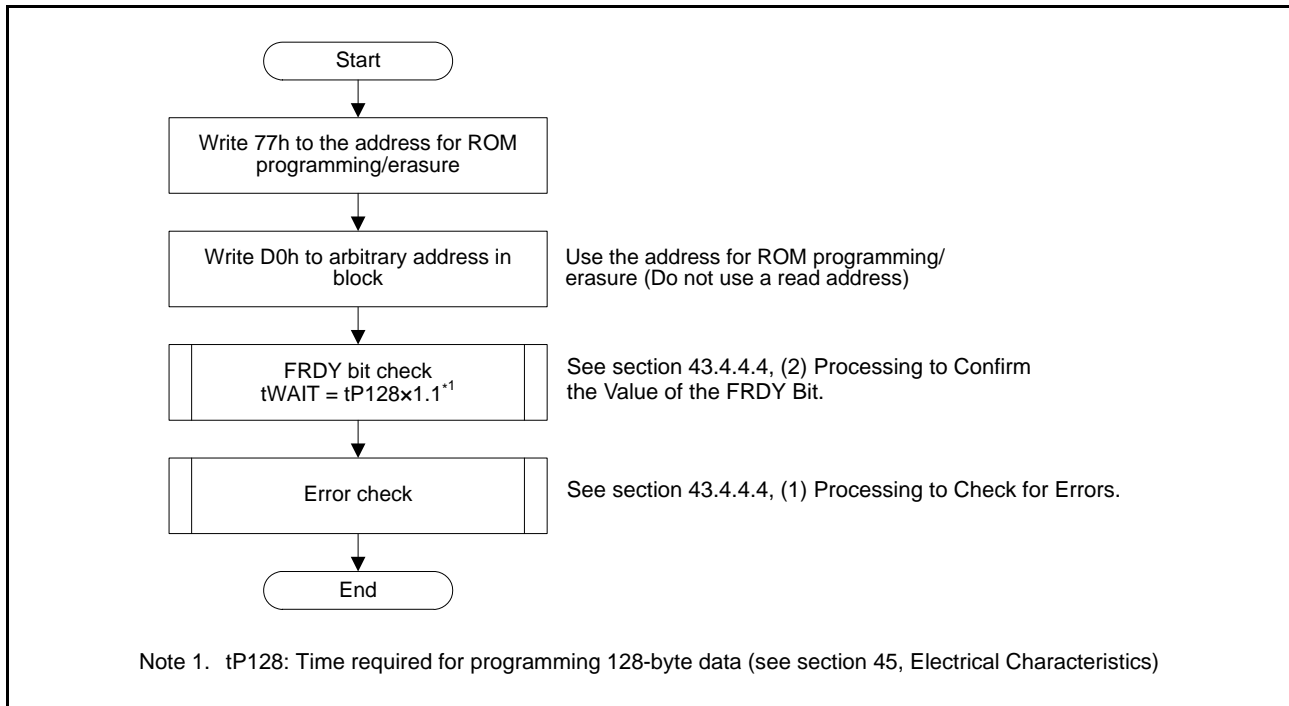 Start
Write 77h to the address for ROM
programming/erasure
Write D0h to arbitrary address in
block
Use the address for ROM programming/
erasure (Do not use a read address)
FRDY bit check
tWAIT = tP128×1.1*1
See section 43.4.4.4, (2) Processing to Confirm
the Value of the FRDY Bit.
Error check
See section 43.4.4.4, (1) Processing to Check for Errors.
End
Note 1. tP128: Time required for programming 128-byte data (see section 45, Electrical Characteristics)